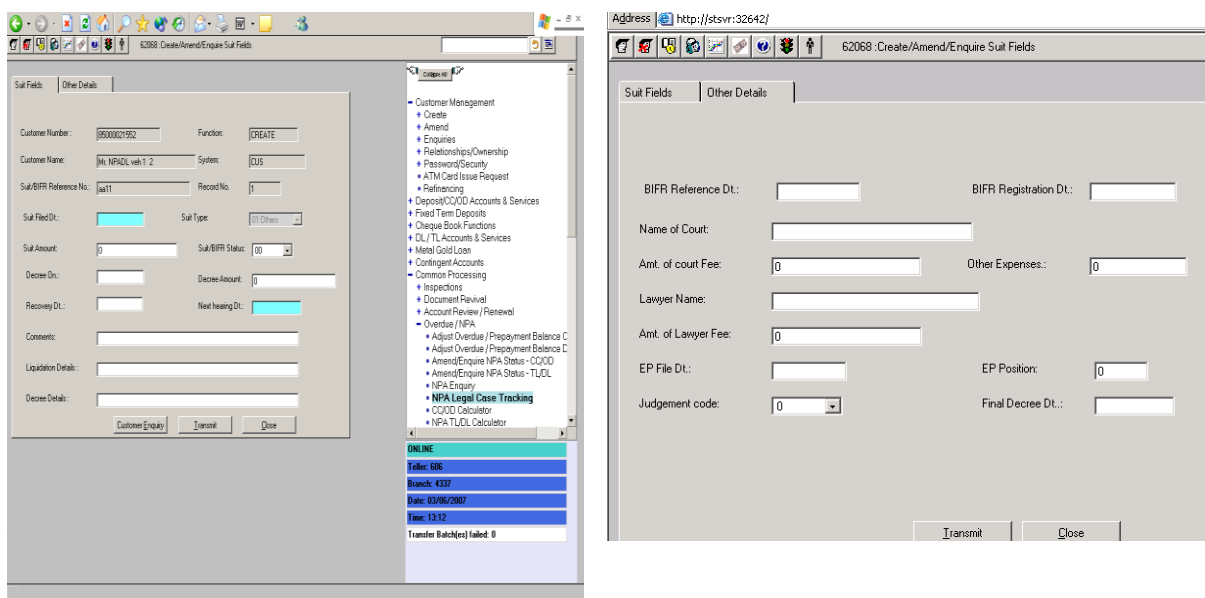 62068 :Create/Amend/Enquire Suit Fields
Suit Fields Other Details
Customer Number : 85000021552 Function: CREATE
Customer Name: Mr. NPADL veh 1 2 System: CUS
Suit/BIFR Reference No.: aa11 Record No. 1
Suit Filed Dt.: Suit Type: 01:Others
Suit Amount: 0 Suit/BIFR Status: 00
Decree On.: Decree Amount: 0
Recovery Dt.: Next hearing Dt.:
Comments:
Liquidation Details :
Decree Details :
Customer Enquiry Transmit Close
Collapse All
Customer Management
+ Create
+ Amend
+ Enquiries
+ Relationships/Ownership
+ Password/Security
ATM Card Issue Request
Refinancing
+ Deposit/CC/OD Accounts & Services
+ Fixed Term Deposits
+ Cheque Book Functions
+ DL / TL Accounts & Services
+ Metal Gold Loan
+ Contingent Accounts
Common Processing
+ Inspections
+ Document Revival
+ Account Review / Renewal
Overdue / NPA
Adjust Overdue / Prepayment Balance C
Adjust Overdue / Prepayment Balance D
Amend/Enquire NPA Status - CC/OD
Amend/Enquire NPA Status - TL/DL
NPA Enquiry
NPA Legal Case Tracking
CC/OD Calculator
NPA TL/DL Calculator
ONLINE
Teller: 606
Branch: 4337
Date: 03/06/2007
Time: 13:12
Transfer Batch(es) failed: 0
Address http://stsvr:32642/
62068 :Create/Amend/Enquire Suit Fields
Suit Fields Other Details
BIFR Reference Dt.: BIFR Registration Dt.:
Name of Court:
Amt. of court Fee: 0 Other Expenses.: 0
Lawyer Name:
Amt. of Lawyer Fee: 0
EP File Dt.: EP Position: 0
Judgement code: 0 Final Decree Dt..:
Transmit Close